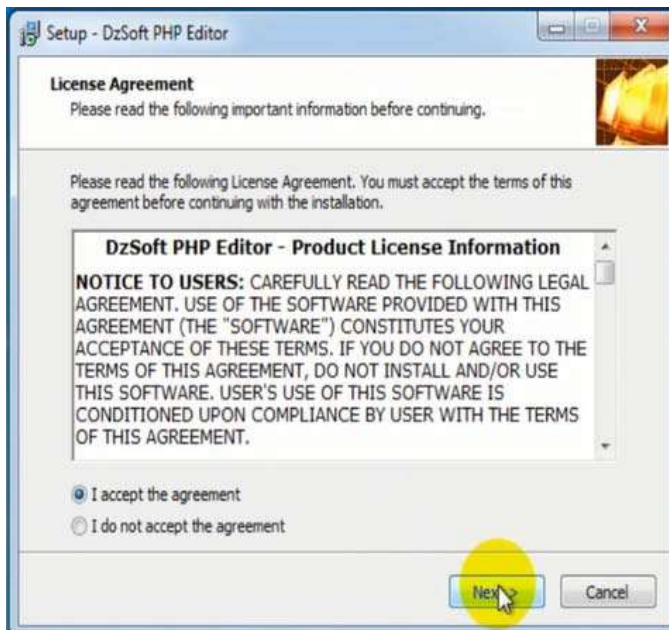 Setup - DzSoft PHP Editor
License Agreement
Please read the following important information before continuing.
Please read the following License Agreement. You must accept the terms of this
agreement before continuing with the installation.
DzSoft PHP Editor - Product License Information
NOTICE TO USERS: CAREFULLY READ THE FOLLOWING LEGAL
AGREEMENT. USE OF THE SOFTWARE PROVIDED WITH THIS
AGREEMENT (THE "SOFTWARE") CONSTITUTES YOUR
ACCEPTANCE OF THESE TERMS. IF YOU DO NOT AGREE TO THE
TERMS OF THIS AGREEMENT, DO NOT INSTALL AND/OR USE
THIS SOFTWARE. USER'S USE OF THIS SOFTWARE IS
CONDITIONED UPON COMPLIANCE BY USER WITH THE TERMS
OF THIS AGREEMENT.
I accept the agreement
I do not accept the agreement
Next >
Cancel